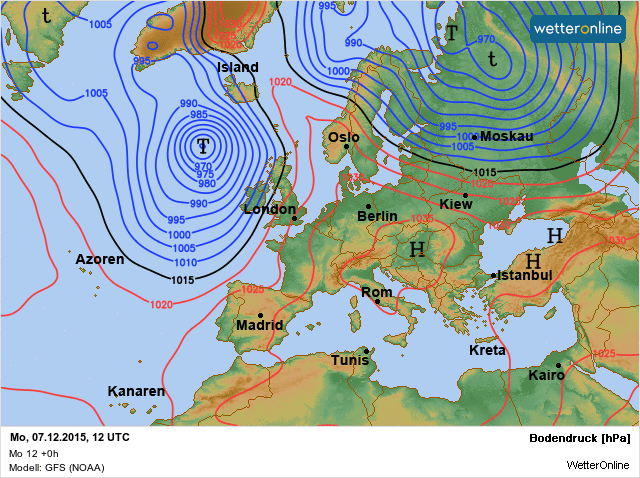 t
1005
995
1020
1020
1020
995
990
1000
T
970
t
wetteronline
995
Island
1020
1005
990
985
T
970
975
980
990
995
1000
1005
1010
1015
Oslo
995
1000
1005
Moskau
1015
1025
1020
1025
1030
London
Berlin
Kiew
1035
H
H
H
1030
Istanbul
Azoren
1020
1025
Rom
Madrid
Tunis
Kreta
1025
Kairo
Kanaren
Mo, 07.12.2015, 12 UTC
Bodendruck [hPa]
Mo 12 +0h
Modell: GFS (NOAA)
WetterOnline